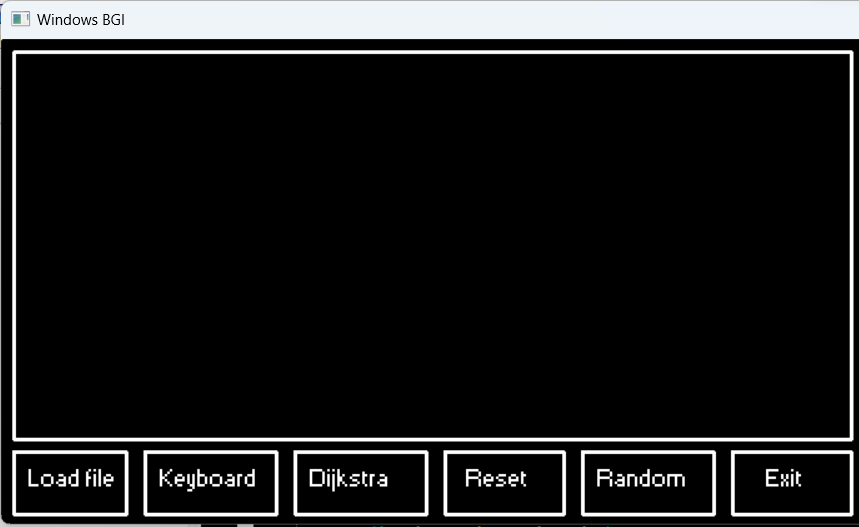 Windows BGI
Load file
Keyboard
Dijkstra
Reset
Random
Exit